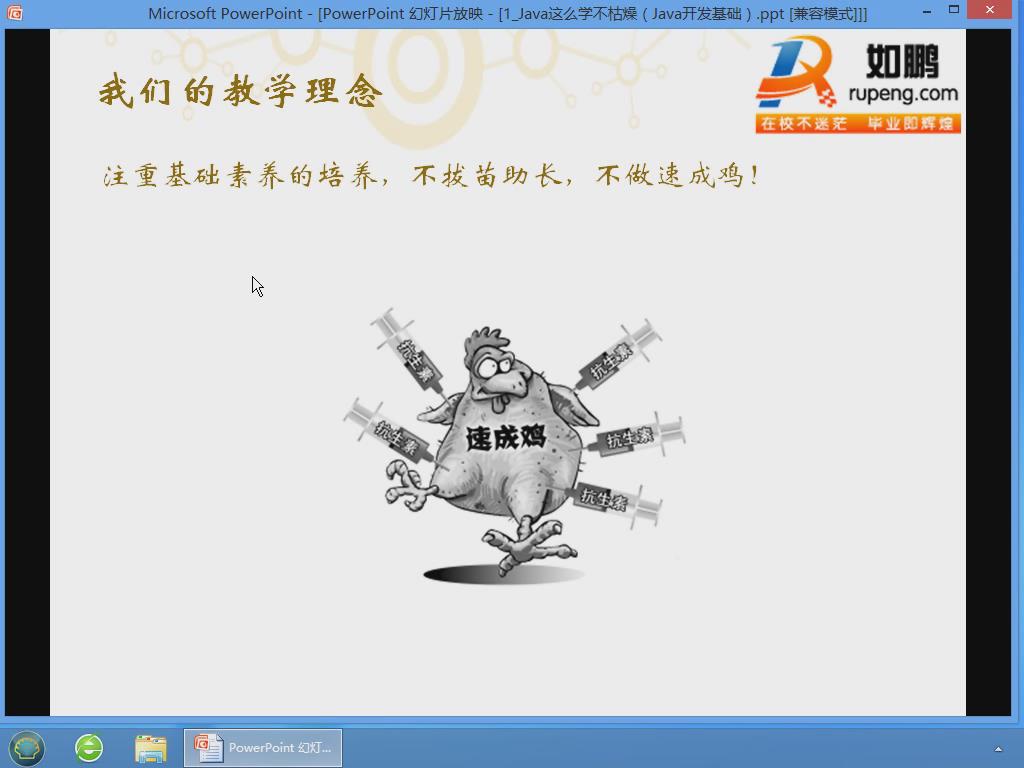 Microsoft PowerPoint - [PowerPoint 幻灯片放映 - [1_Java这么学不枯燥（Java开发基础）.ppt [兼容模式]]]
我们的教学理念
如鹏
rupeng.com
在校不迷茫 毕业即辉煌
注重基础素养的培养，不拔苗助长，不做速成鸡！
抗生素
抗生素
抗生素
速成鸡
抗生素
抗生素
PowerPoint 幻灯...